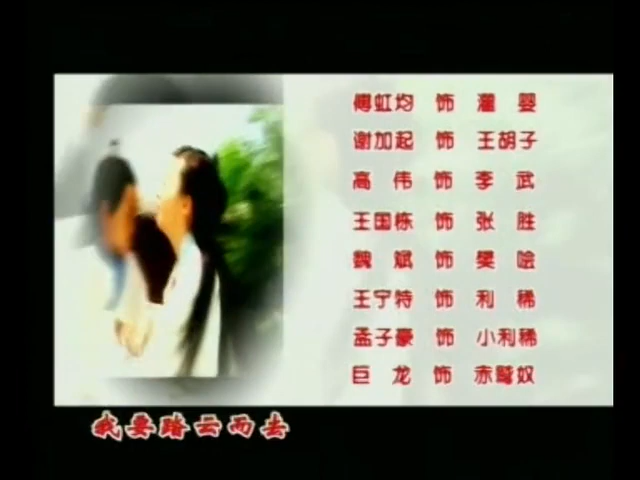 傅虹均 饰 灌 婴
谢加起 饰 王胡子
高 伟 饰 李 武
王国栋 饰 张 胜
魏 斌 饰 樊 哙
王宁特 饰 利 稀
孟子豪 饰 小利稀
巨 龙 饰 赤鹫奴
我要踏云而去